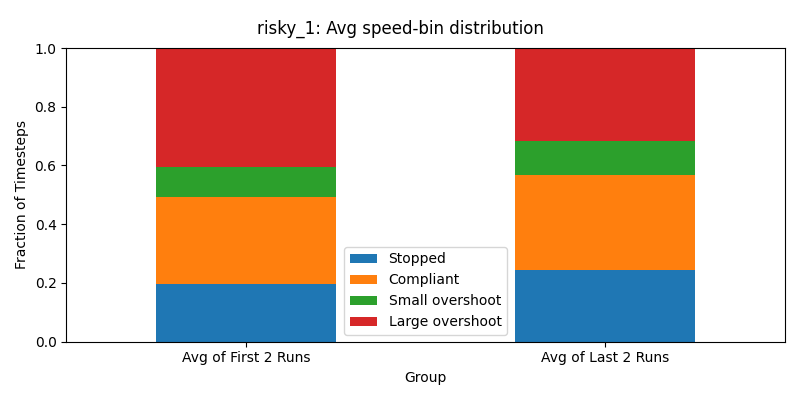 risky_1: Avg speed-bin distribution
1.0
0.8
0.6
0.4
0.2
0.0
Fraction of Timesteps
Stopped
Compliant
Small overshoot
Large overshoot
Avg of First 2 Runs
Avg of Last 2 Runs
Group